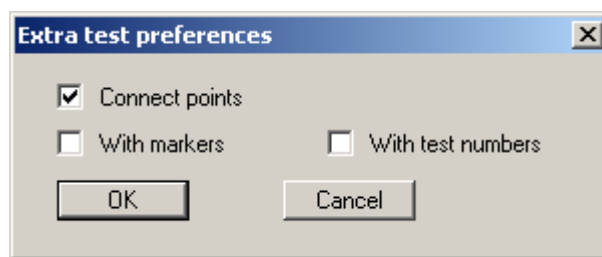 Extra test preferences
Connect points
With markers With test numbers
OK Cancel